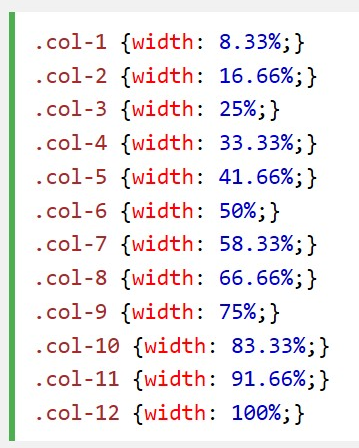 .col-1 {width: 8.33%;}
.col-2 {width: 16.66%;}
.col-3 {width: 25%;}
.col-4 {width: 33.33%;}
.col-5 {width: 41.66%;}
.col-6 {width: 50%;}
.col-7 {width: 58.33%;}
.col-8 {width: 66.66%;}
.col-9 {width: 75%;}
.col-10 {width: 83.33%;}
.col-11 {width: 91.66%;}
.col-12 {width: 100%;}